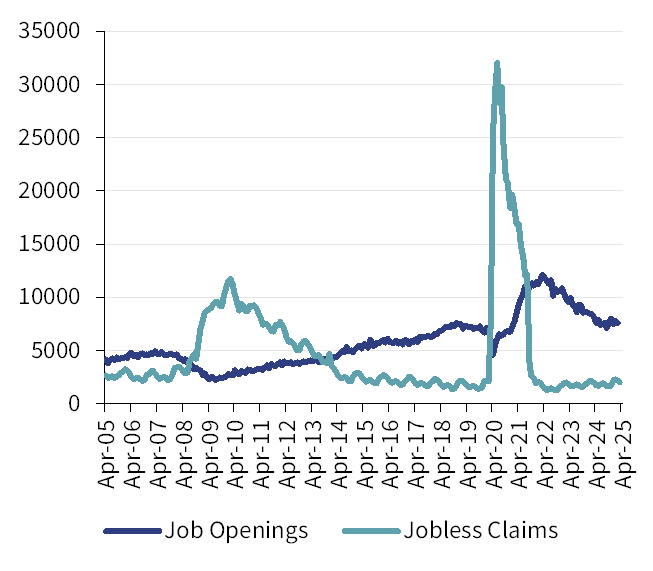 35000
30000
25000
20000
15000
10000
5000
0
Apr-05
Apr-06
Apr-07
Apr-08
Apr-09
Apr-10
Apr-11
Apr-12
Apr-13
Apr-14
Apr-15
Apr-16
Apr-17
Apr-18
Apr-19
Apr-20
Apr-21
Apr-22
Apr-23
Apr-24
Apr-25
Job Openings
Jobless Claims